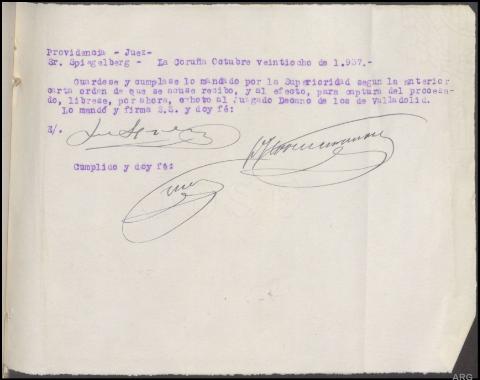 Providencia - Juez-
Sr. Spiegelberg - La Coruña Octubre veintiocho de 1.937.-
Guardese y cumplase lo mandado por la Superioridad segun la anterior
carta orden de que se acuse recibo, y al efecto, para captura del procesa-
do, librese, por ahora, exhoto al Juzgado Decano de los de Valladolid.
Lo mandó y firma S.S. y doy fé:
E/.
Cumplido y doy fé:
ARG